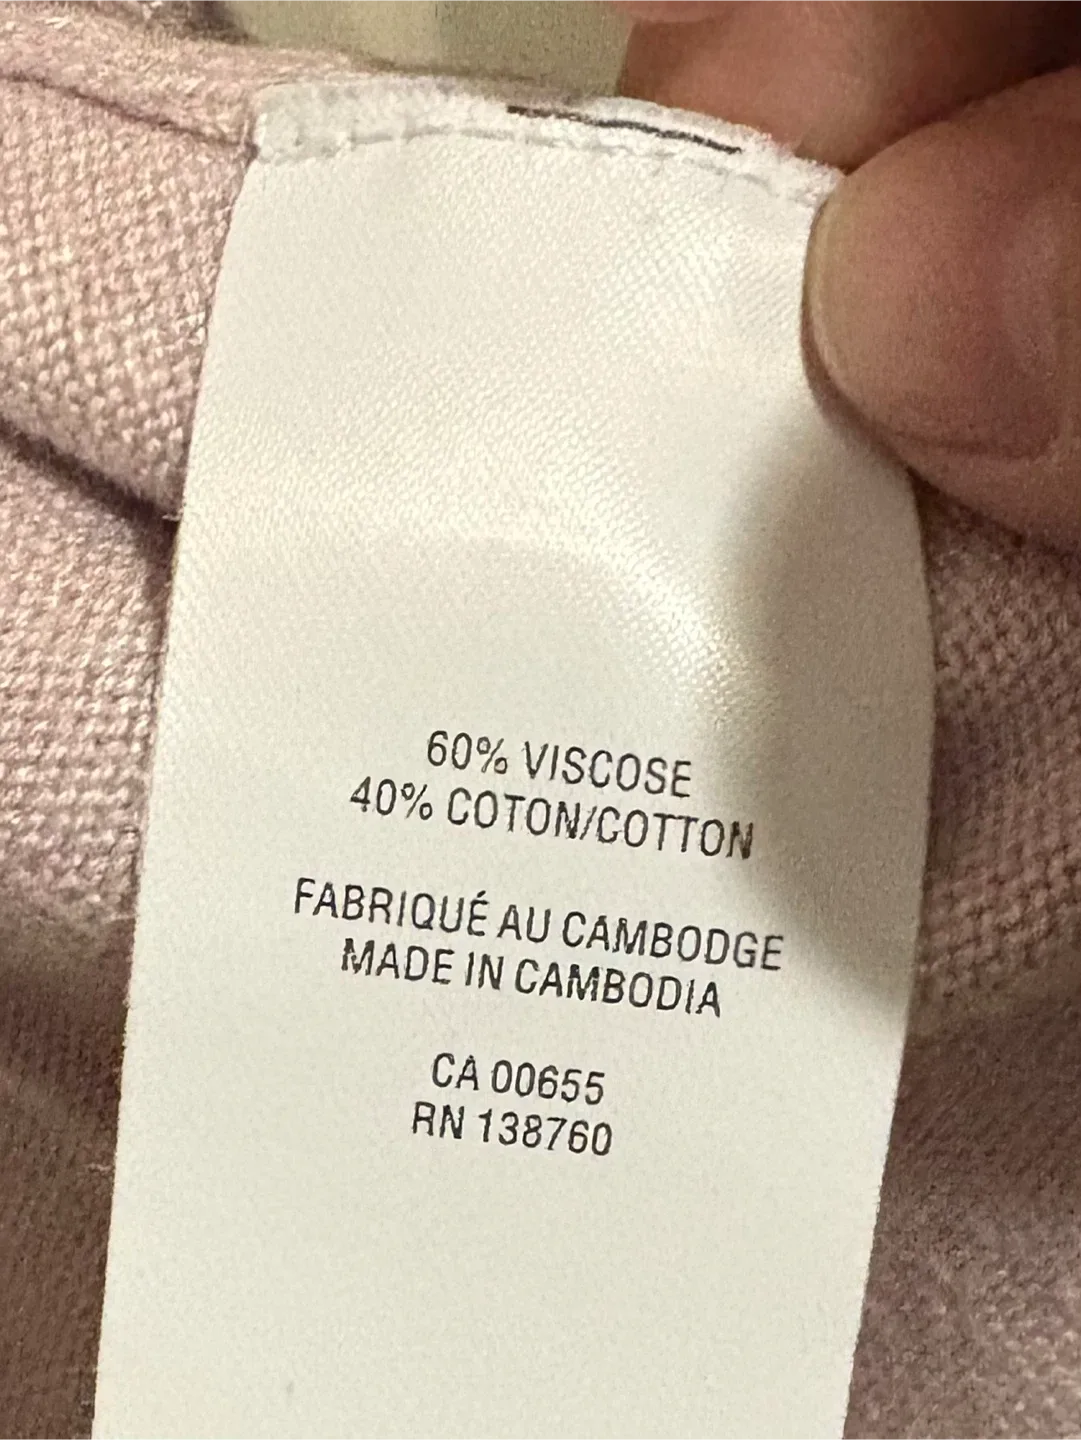 60% VISCOSE
40% COTON/COTTON
FABRIQUÉ AU CAMBODGE
MADE IN CAMBODIA
CA 00655
RN 138760